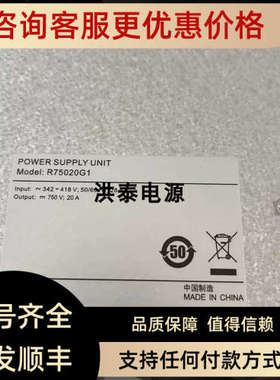 咨询客服更优惠价格
POWER SUPPLY UNIT
Model: R75020G1
Input: ⎓ 342~418 V, 50/60
Output: ⎓ 750 V; 20 A
洪泰电源
50
中国制造
MADE IN CHINA
号齐全
品质保障 值得信赖
发顺丰
支持任何付款方式